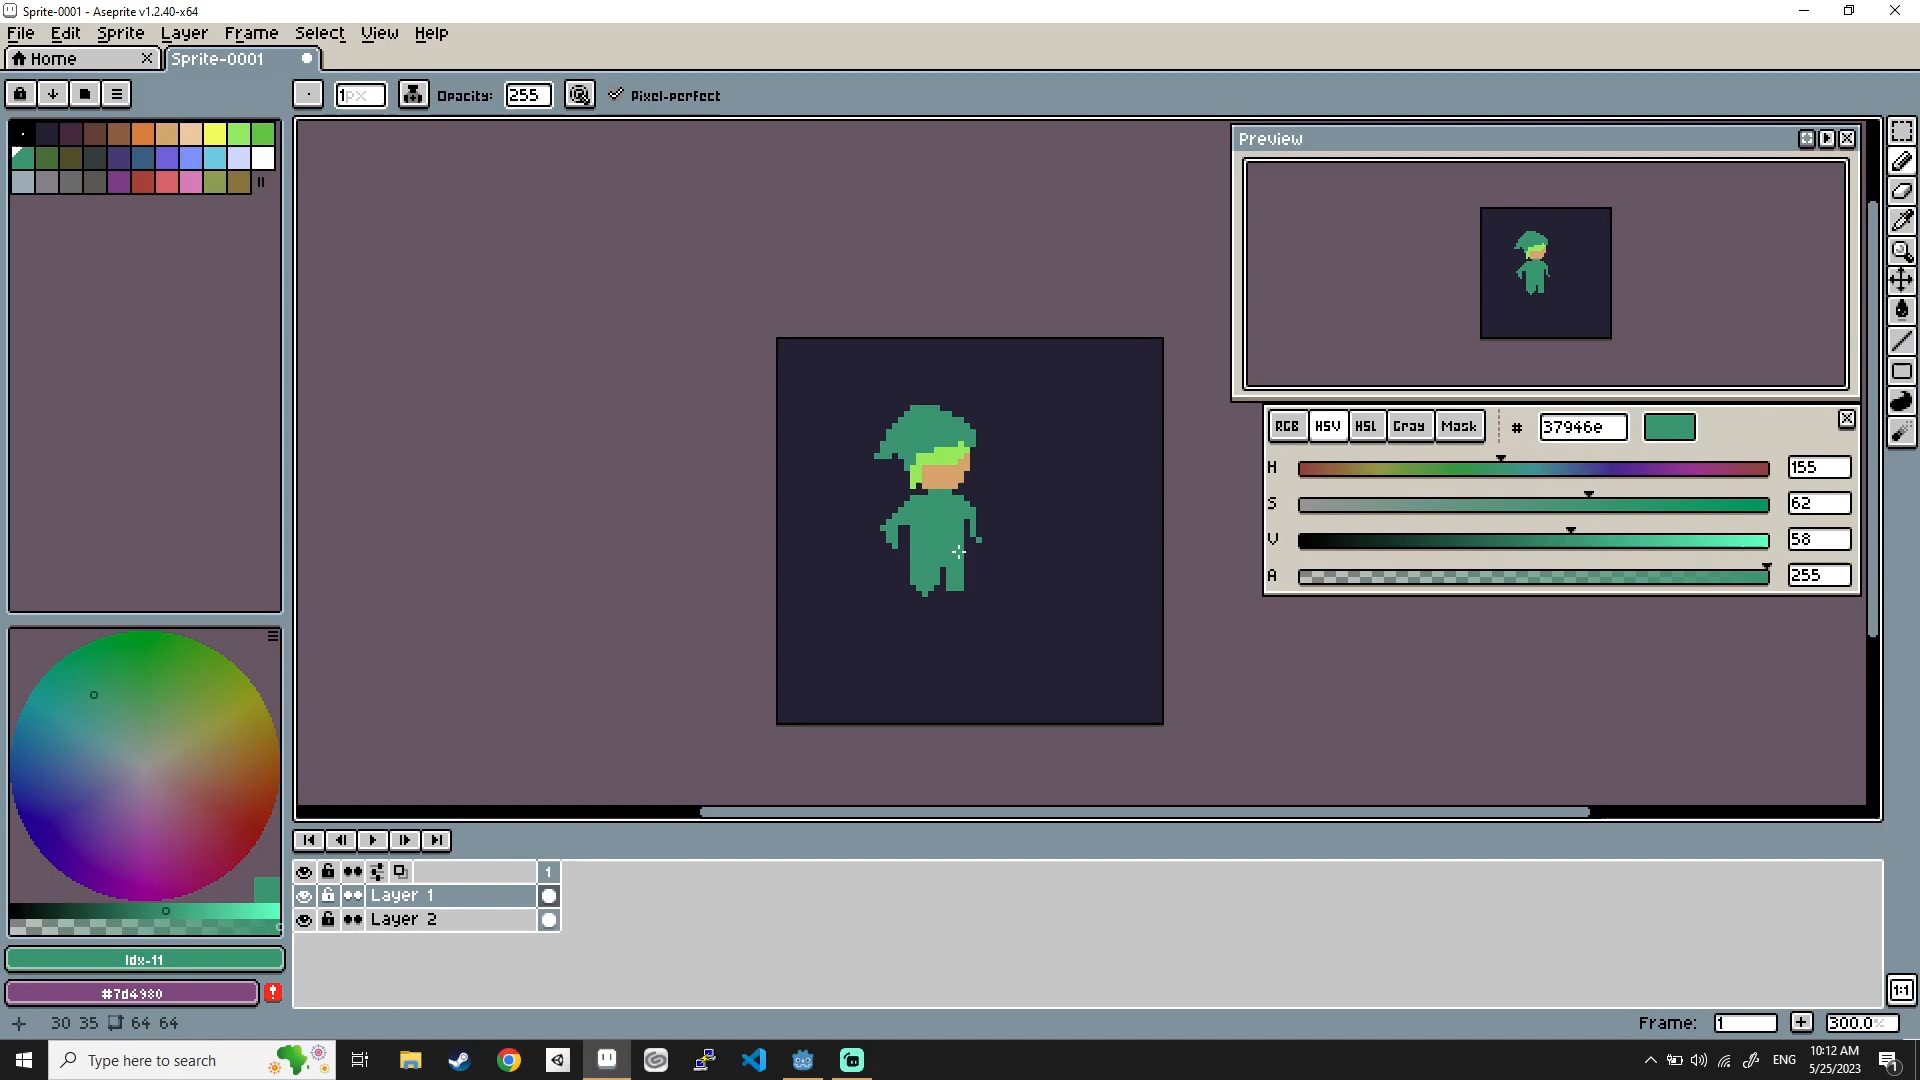 Sprite-0001 - Aseprite v1.2.40-x64
File Edit Sprite Layer Frame Select View Help
Home Sprite-0001
1px Opacity: 255 Pixel-perfect
Preview
RGB HSV HSL Gray Mask # 37946e
H 155
S 62
V 58
A 255
1
Layer 1
Layer 2
Idx-11
#7d4980 !
1:1
30 35 64 64 Frame: 1 + 300.0%
Type here to search ENG 10:12 AM
5/25/2023 1